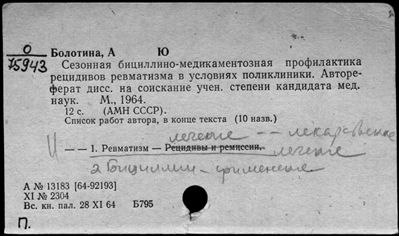 О
75943
Болотина, А Ю
Сезонная бициллино-медикаментозная профилактика
рецидивов ревматизма в условиях поликлиники. Авторе-
ферат дисс. на соискание учен. степени кандидата мед.
наук. М., 1964.
12 с. (АМН СССР).
Список работ автора, в конце текста (10 назв.)
лечение -- лекарственное
— — 1. Ревматизм — Рецидивы и ремиссии. — лечение
2 Бициллин - применение
А № 13183 [64-92193]
XI № 2304
Вс. кн. пал. 28 XI 64 Б795
П.